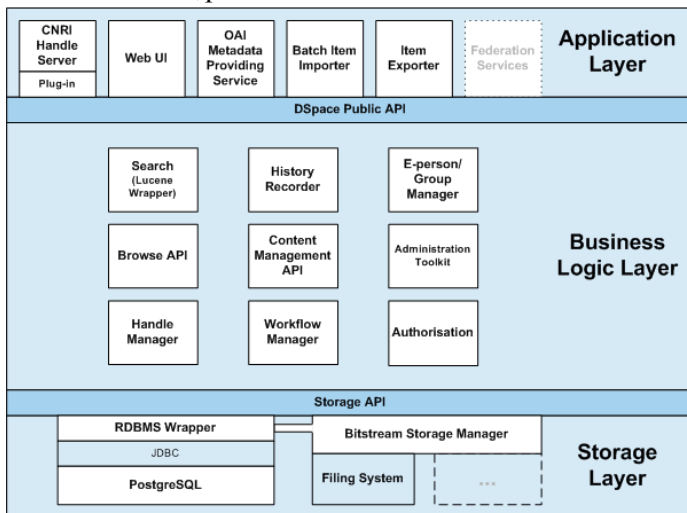 CNRI
Handle
Server
Plug-in
Web UI
OAI
Metadata
Providing
Service
Batch Item
Importer
Item
Exporter
Federation
Services
Application
Layer
DSpace Public API
Search
(Lucene
Wrapper)
History
Recorder
E-person/
Group
Manager
Browse API
Content
Management
API
Administration
Toolkit
Business
Logic Layer
Handle
Manager
Workflow
Manager
Authorisation
Storage API
RDBMS Wrapper
JDBC
PostgreSQL
Bitstream Storage Manager
Filing System
...
Storage
Layer